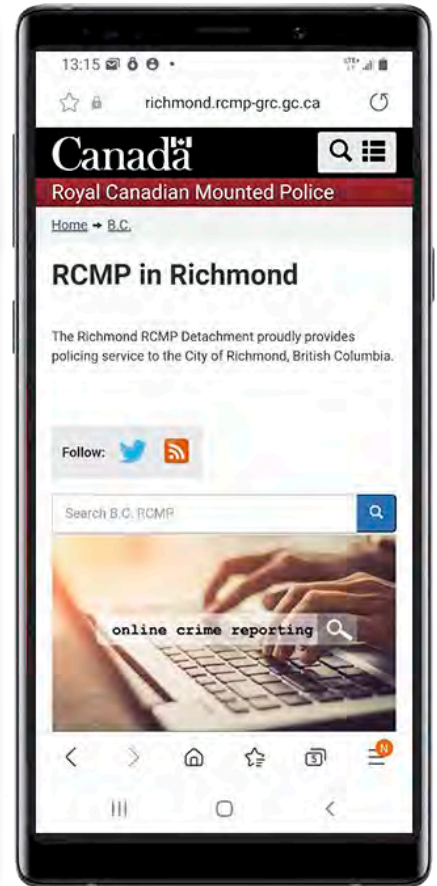 13:15
richmond.rcmp-grc.gc.ca
Canada
Royal Canadian Mounted Police
Home → B.C.
RCMP in Richmond
The Richmond RCMP Detachment proudly provides
policing service to the City of Richmond, British Columbia.
Follow:
Search B.C. RCMP
online crime reporting
5
N